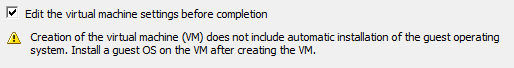 Edit the virtual machine settings before completion
Creation of the virtual machine (VM) does not include automatic installation of the guest operating
system. Install a guest OS on the VM after creating the VM.